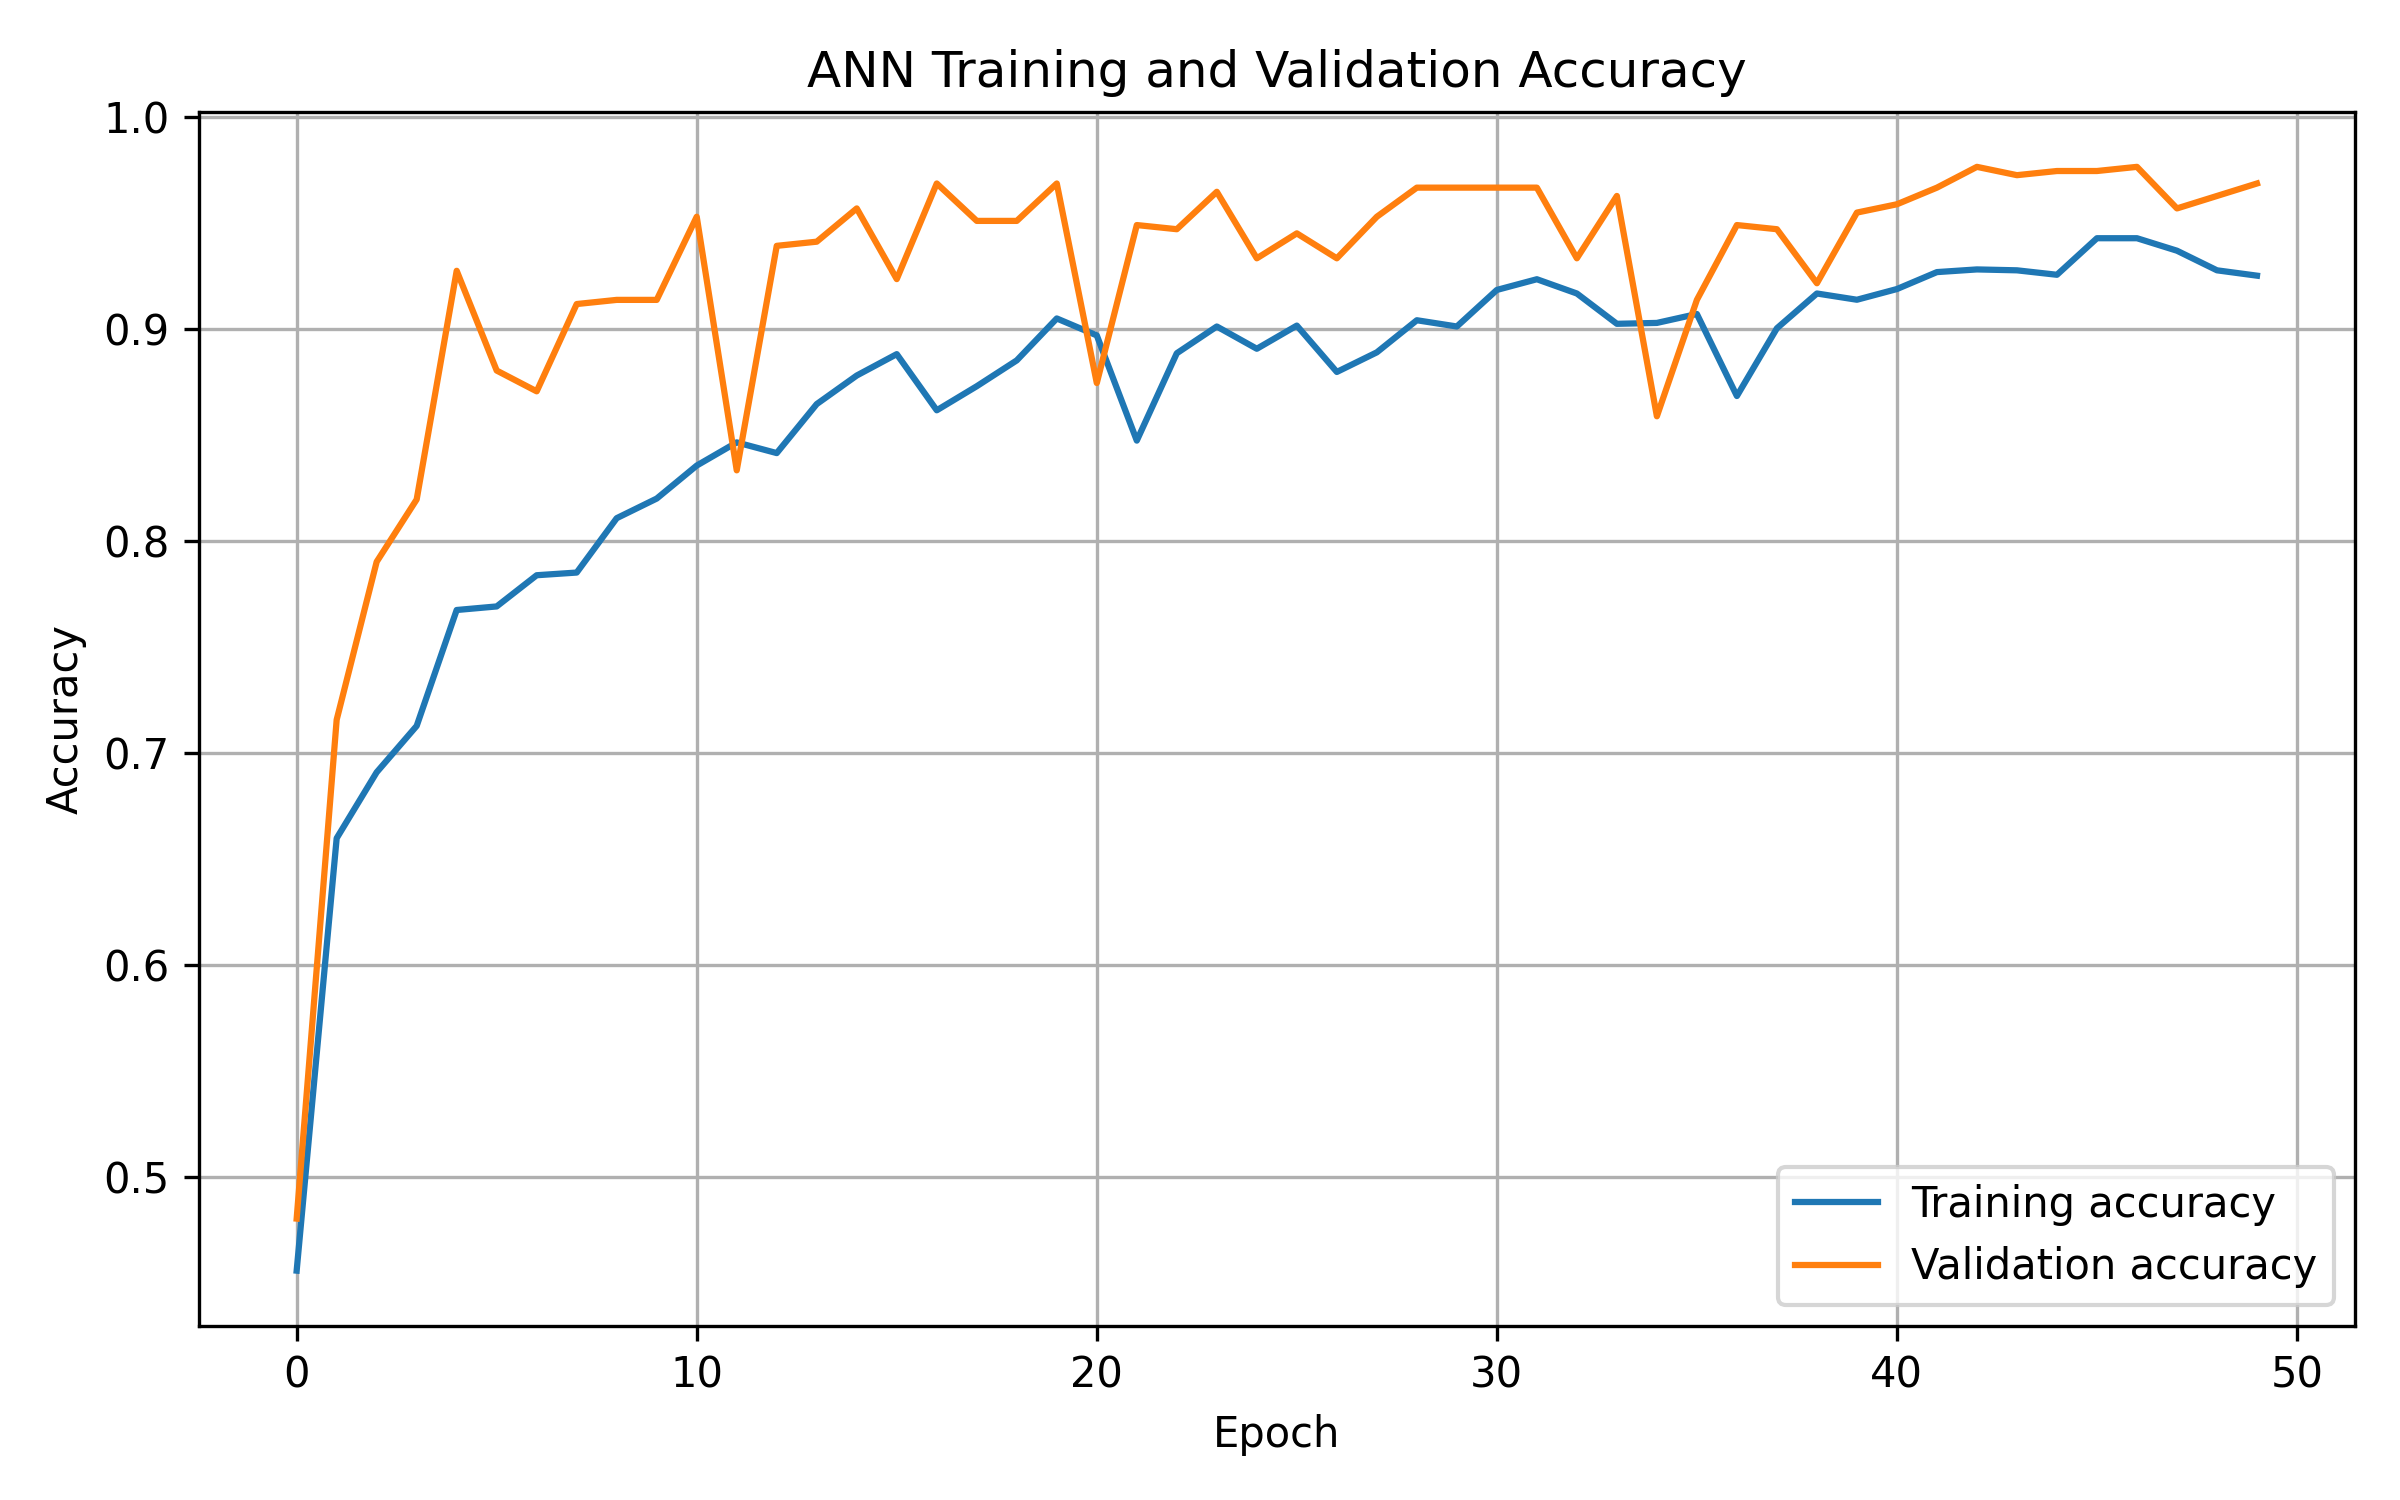 ANN Training and Validation Accuracy
1.0
0.9
0.8
0.7
0.6
0.5
Accuracy
Training accuracy
Validation accuracy
0 10 20 30 40 50
Epoch